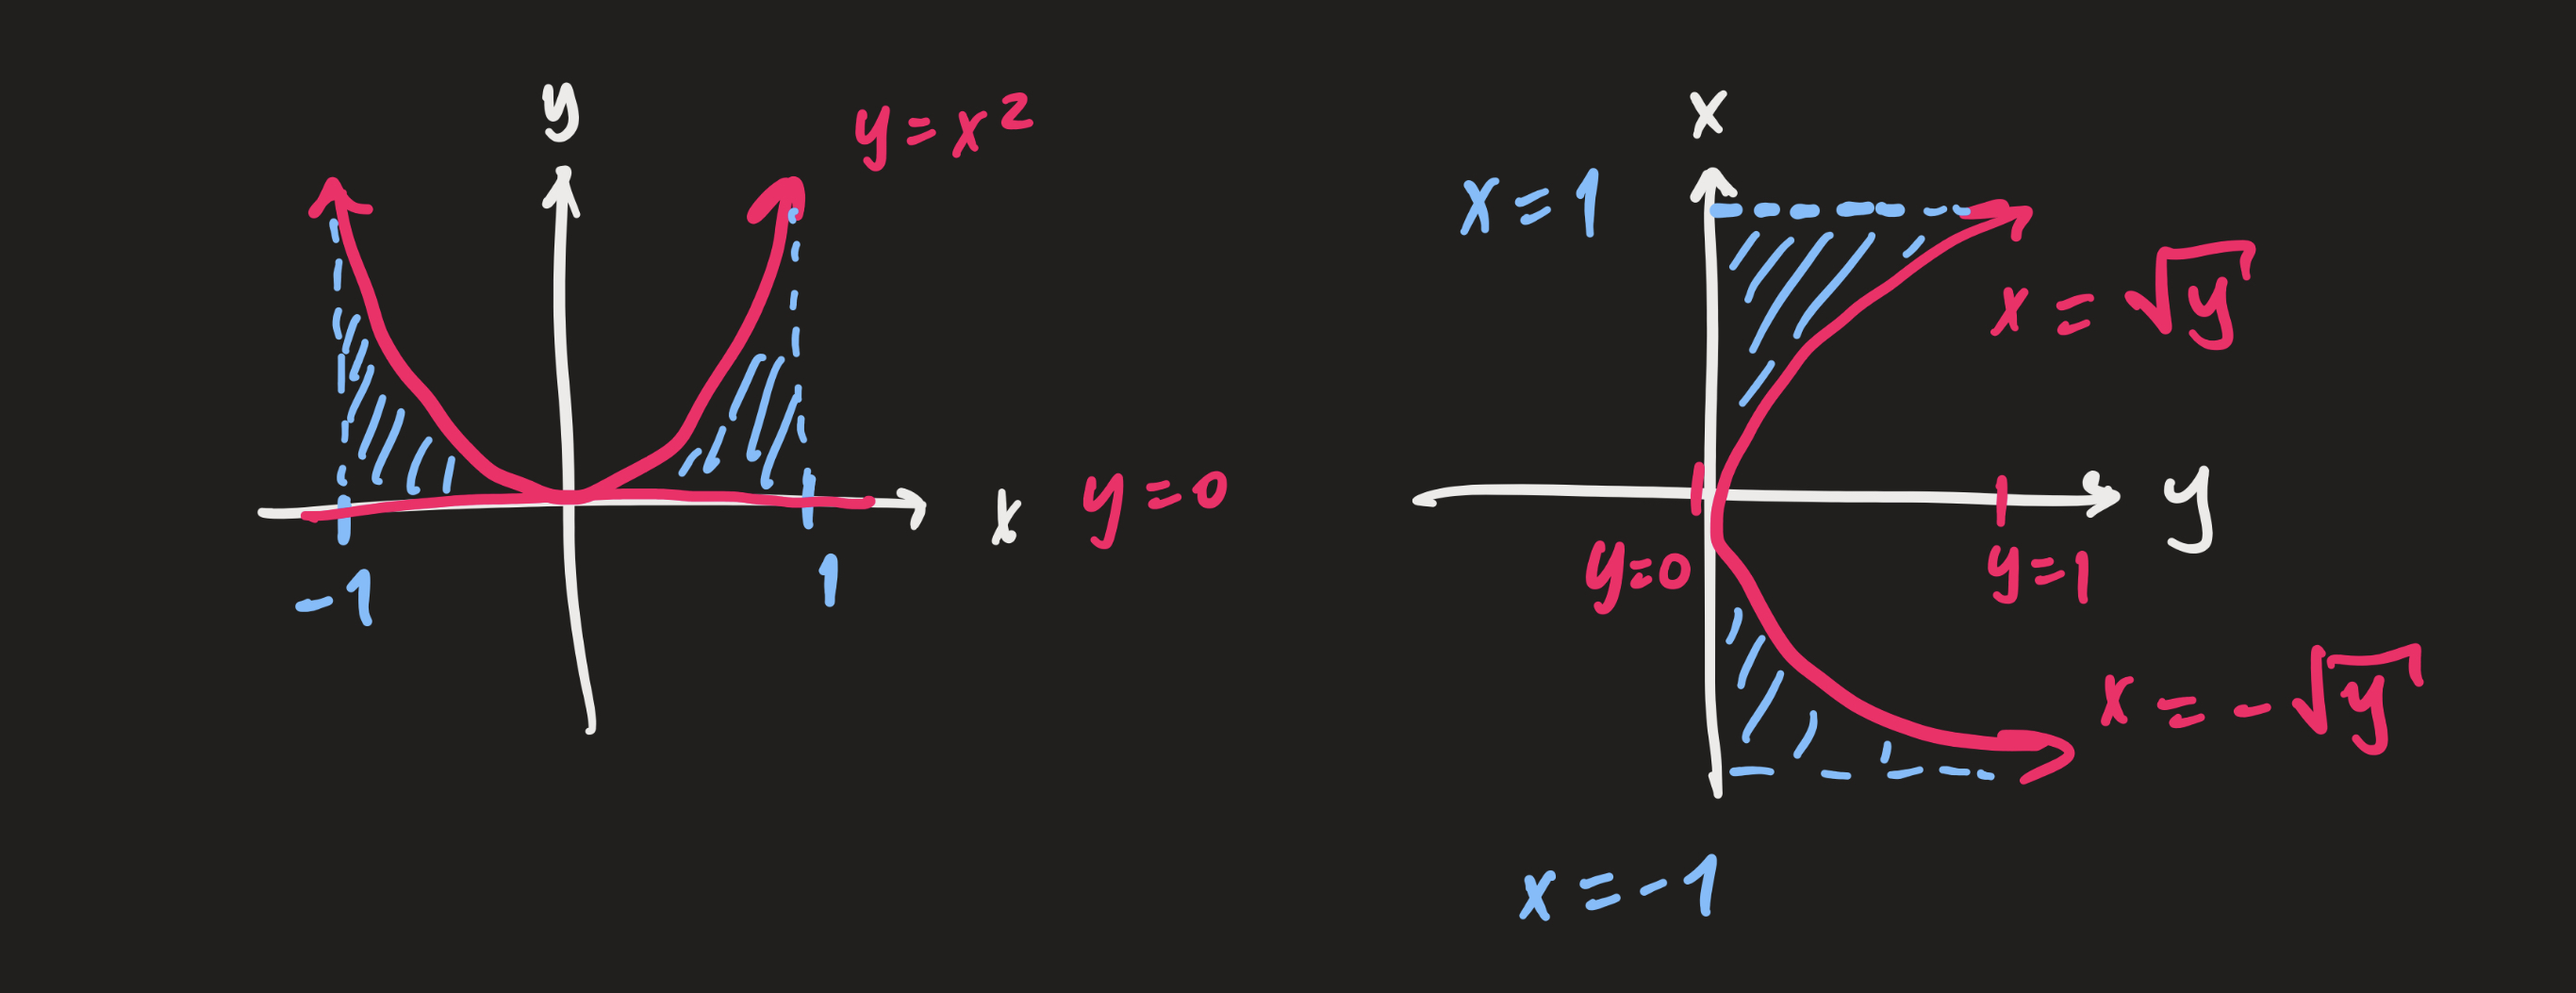 y
y = x²
x
y = 0
-1
1
x
x = 1
x = √y
y
y=0
y=1
x = -√y
x = -1